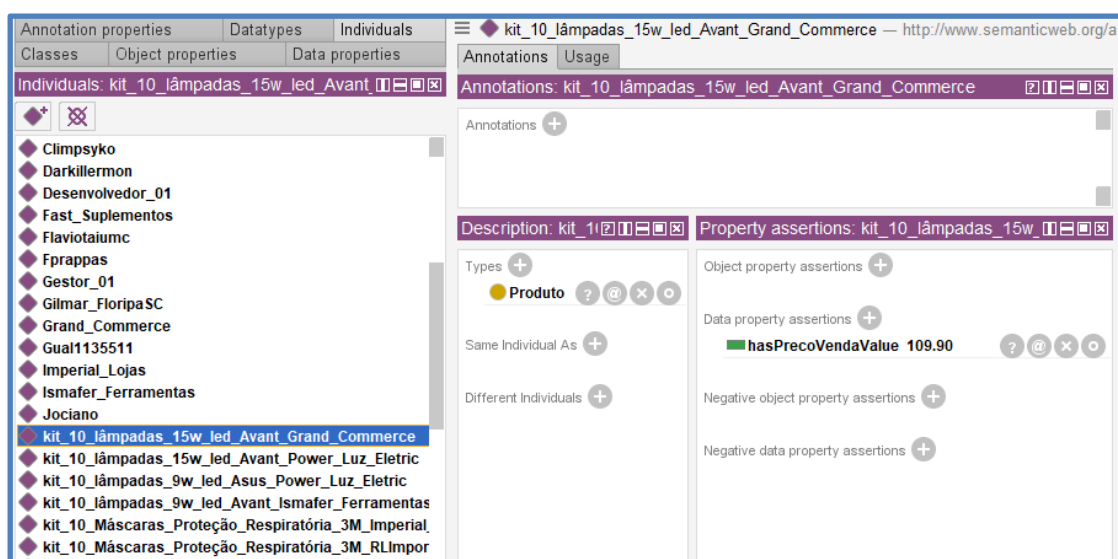 Annotation properties Datatypes Individuals
Classes Object properties Data properties
Individuals: kit_10_lâmpadas_15w_led_Avant_
Climpsyko
Darkillermon
Desenvolvedor_01
Fast_Suplementos
Flaviotaiumc
Fprappas
Gestor_01
Gilmar_FloripaSC
Grand_Commerce
Gual1135511
Imperial_Lojas
Ismafer_Ferramentas
Jociano
kit_10_lâmpadas_15w_led_Avant_Grand_Commerce
kit_10_lâmpadas_15w_led_Avant_Power_Luz_Eletric
kit_10_lâmpadas_9w_led_Asus_Power_Luz_Eletric
kit_10_lâmpadas_9w_led_Avant_Ismafer_Ferramentas
kit_10_Máscaras_Proteção_Respiratória_3M_Imperial_
kit_10_Máscaras_Proteção_Respiratória_3M_RLImpor
kit_10_lâmpadas_15w_led_Avant_Grand_Commerce — http://www.semanticweb.org/a
Annotations Usage
Annotations: kit_10_lâmpadas_15w_led_Avant_Grand_Commerce
Annotations
Description: kit_1
Types
Produto
Same Individual As
Different Individuals
Property assertions: kit_10_lâmpadas_15w_
Object property assertions
Data property assertions
hasPrecoVendaValue 109.90
Negative object property assertions
Negative data property assertions